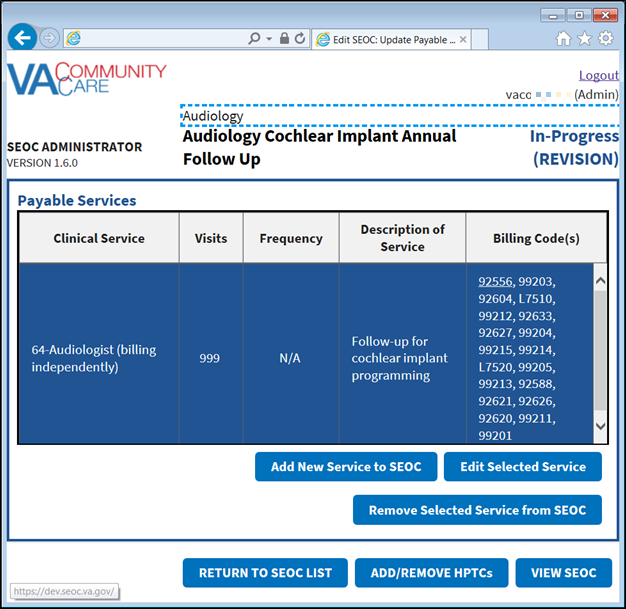 Edit SEOC: Update Payable ...
VA COMMUNITY CARE
Logout
vaco (Admin)
Audiology
SEOC ADMINISTRATOR
VERSION 1.6.0
Audiology Cochlear Implant Annual
Follow Up
In-Progress
(REVISION)
Payable Services
Clinical Service
Visits
Frequency
Description of
Service
Billing Code(s)
64-Audiologist (billing
independently)
999
N/A
Follow-up for
cochlear implant
programming
92556, 99203,
92604, L7510,
99212, 92633,
92627, 99204,
99215, 99214,
L7520, 99205,
99213, 92588,
92621, 92626,
92620, 99211,
99201
Add New Service to SEOC
Edit Selected Service
Remove Selected Service from SEOC
RETURN TO SEOC LIST
ADD/REMOVE HPTCs
VIEW SEOC
https://dev.seoc.va.gov/